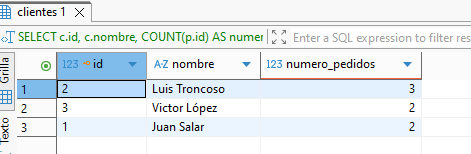 clientes 1
SELECT c.id, c.nombre, COUNT(p.id) AS numer
Enter a SQL expression to filter res
Grilla
Texto
123 id
A-Z nombre
123 numero_pedidos
1 2 Luis Troncoso 3
2 3 Victor López 2
3 1 Juan Salar 2